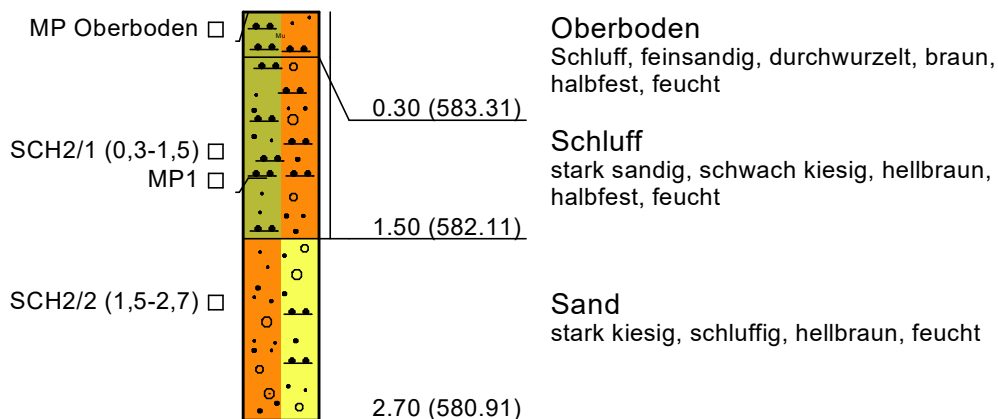 MP Oberboden
Mu
Oberboden
Schluff, feinsandig, durchwurzelt, braun,
halbfest, feucht
0.30 (583.31)
SCH2/1 (0,3-1,5)
MP1
Schluff
stark sandig, schwach kiesig, hellbraun,
halbfest, feucht
1.50 (582.11)
SCH2/2 (1,5-2,7)
Sand
stark kiesig, schluffig, hellbraun, feucht
2.70 (580.91)